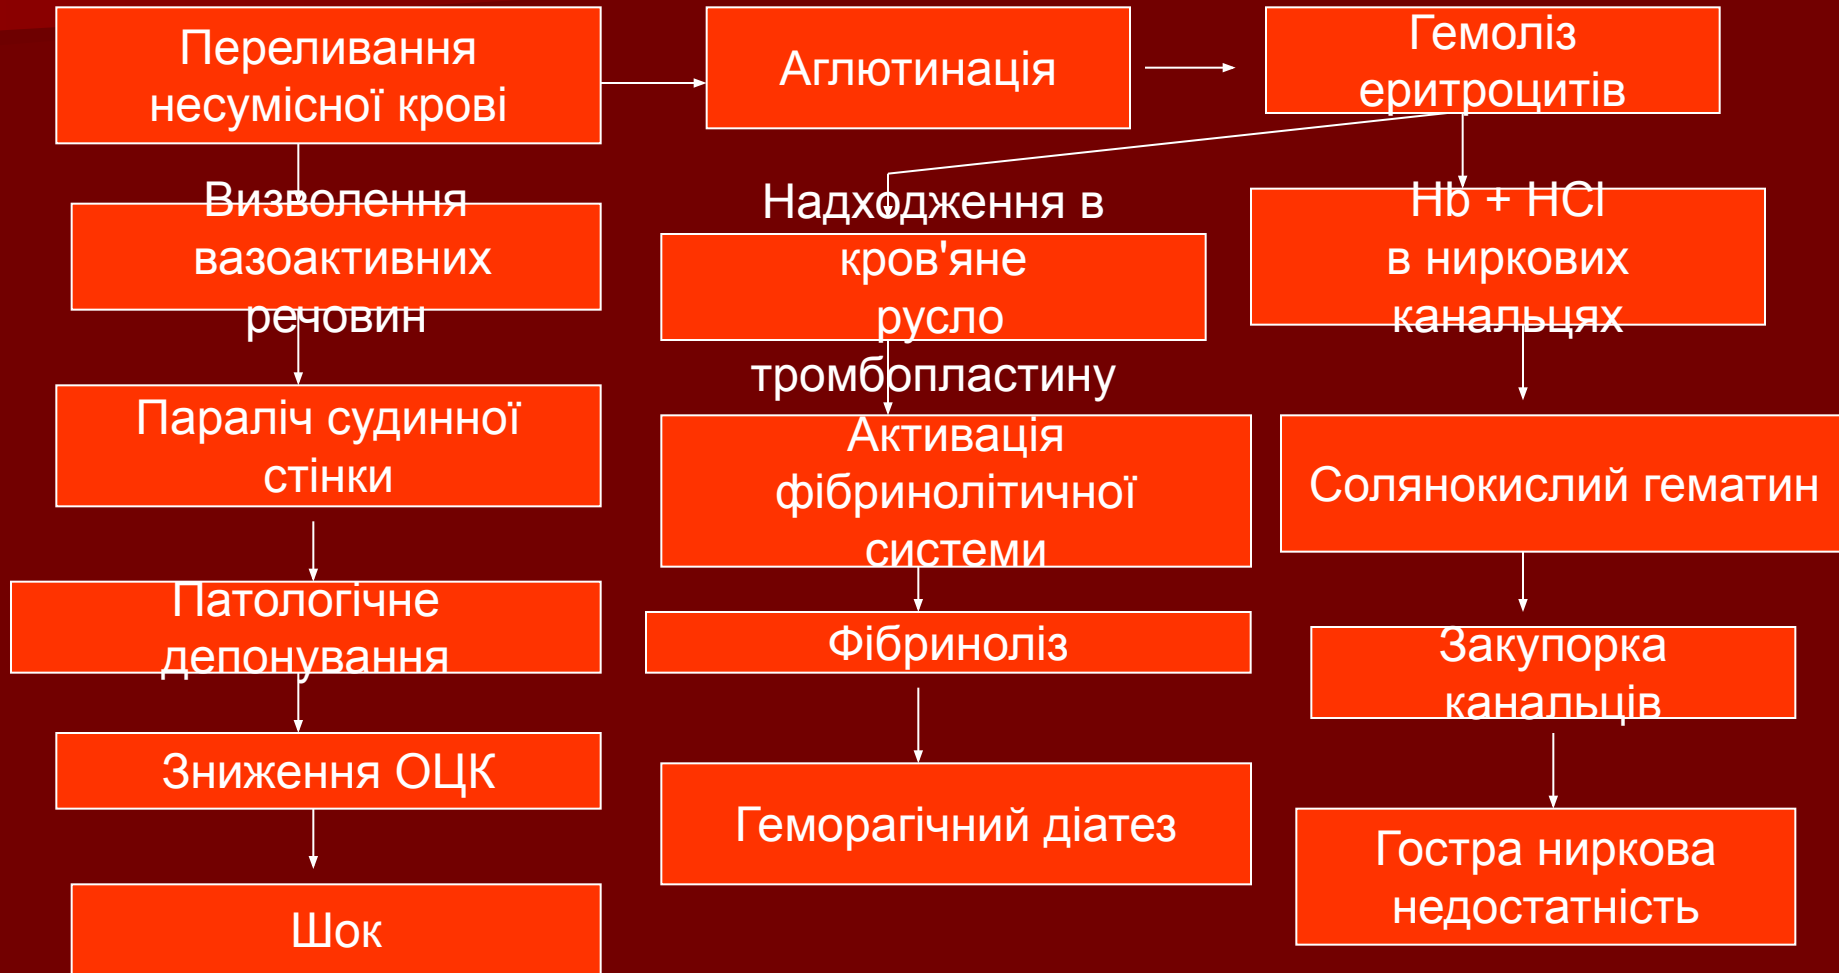 Переливання
несумісної крові
Аглютинація
Гемоліз
еритроцитів
Визволення
вазоактивних
речовин
Надходження в
кров'яне
русло
тромбопластину
Hb + HCl
в ниркових
канальцях
Параліч судинної
стінки
Активація
фібринолітичної
системи
Солянокислий гематин
Патологічне
депонування
Фібриноліз
Закупорка
канальців
Зниження ОЦК
Геморагічний діатез
Гостра ниркова
недостатність
Шок